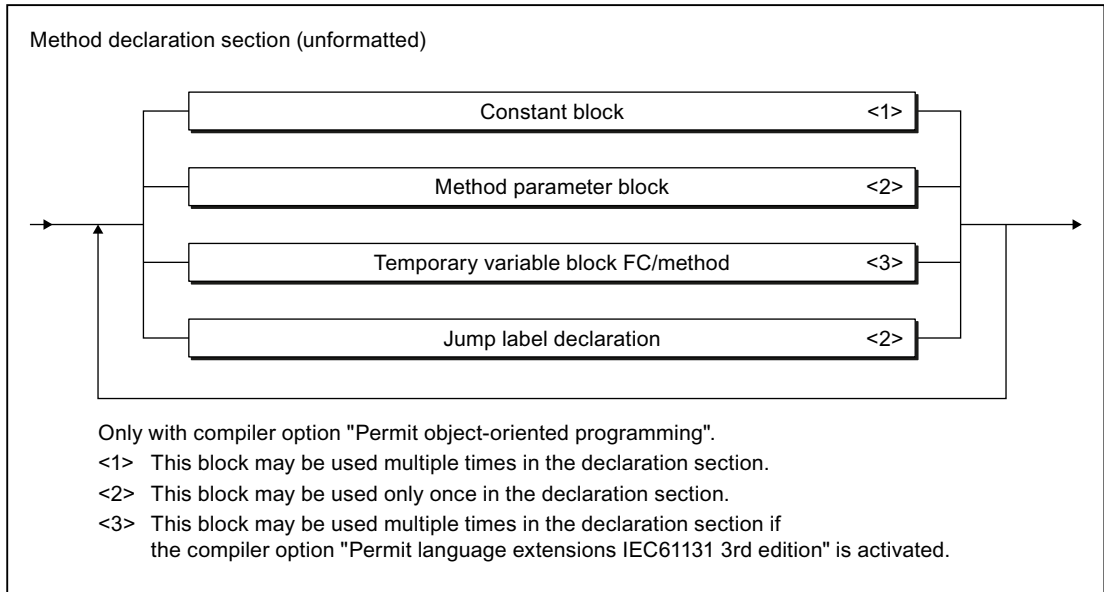 Method declaration section (unformatted)
Constant block <1>
Method parameter block <2>
Temporary variable block FC/method <3>
Jump label declaration <2>
Only with compiler option "Permit object-oriented programming".
<1> This block may be used multiple times in the declaration section.
<2> This block may be used only once in the declaration section.
<3> This block may be used multiple times in the declaration section if
the compiler option "Permit language extensions IEC61131 3rd edition" is activated.